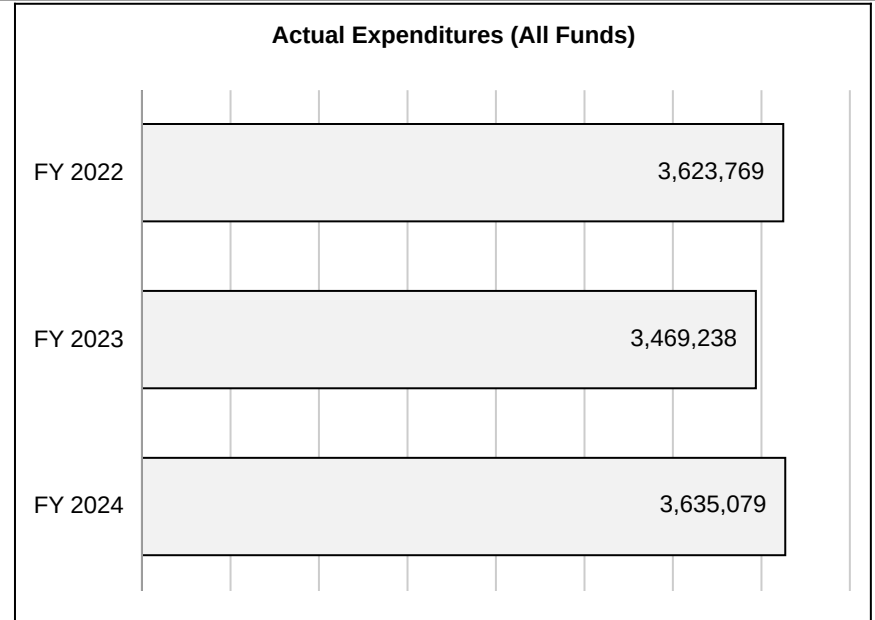 Actual Expenditures (All Funds)
FY 2022
3,623,769
FY 2023
3,469,238
FY 2024
3,635,079